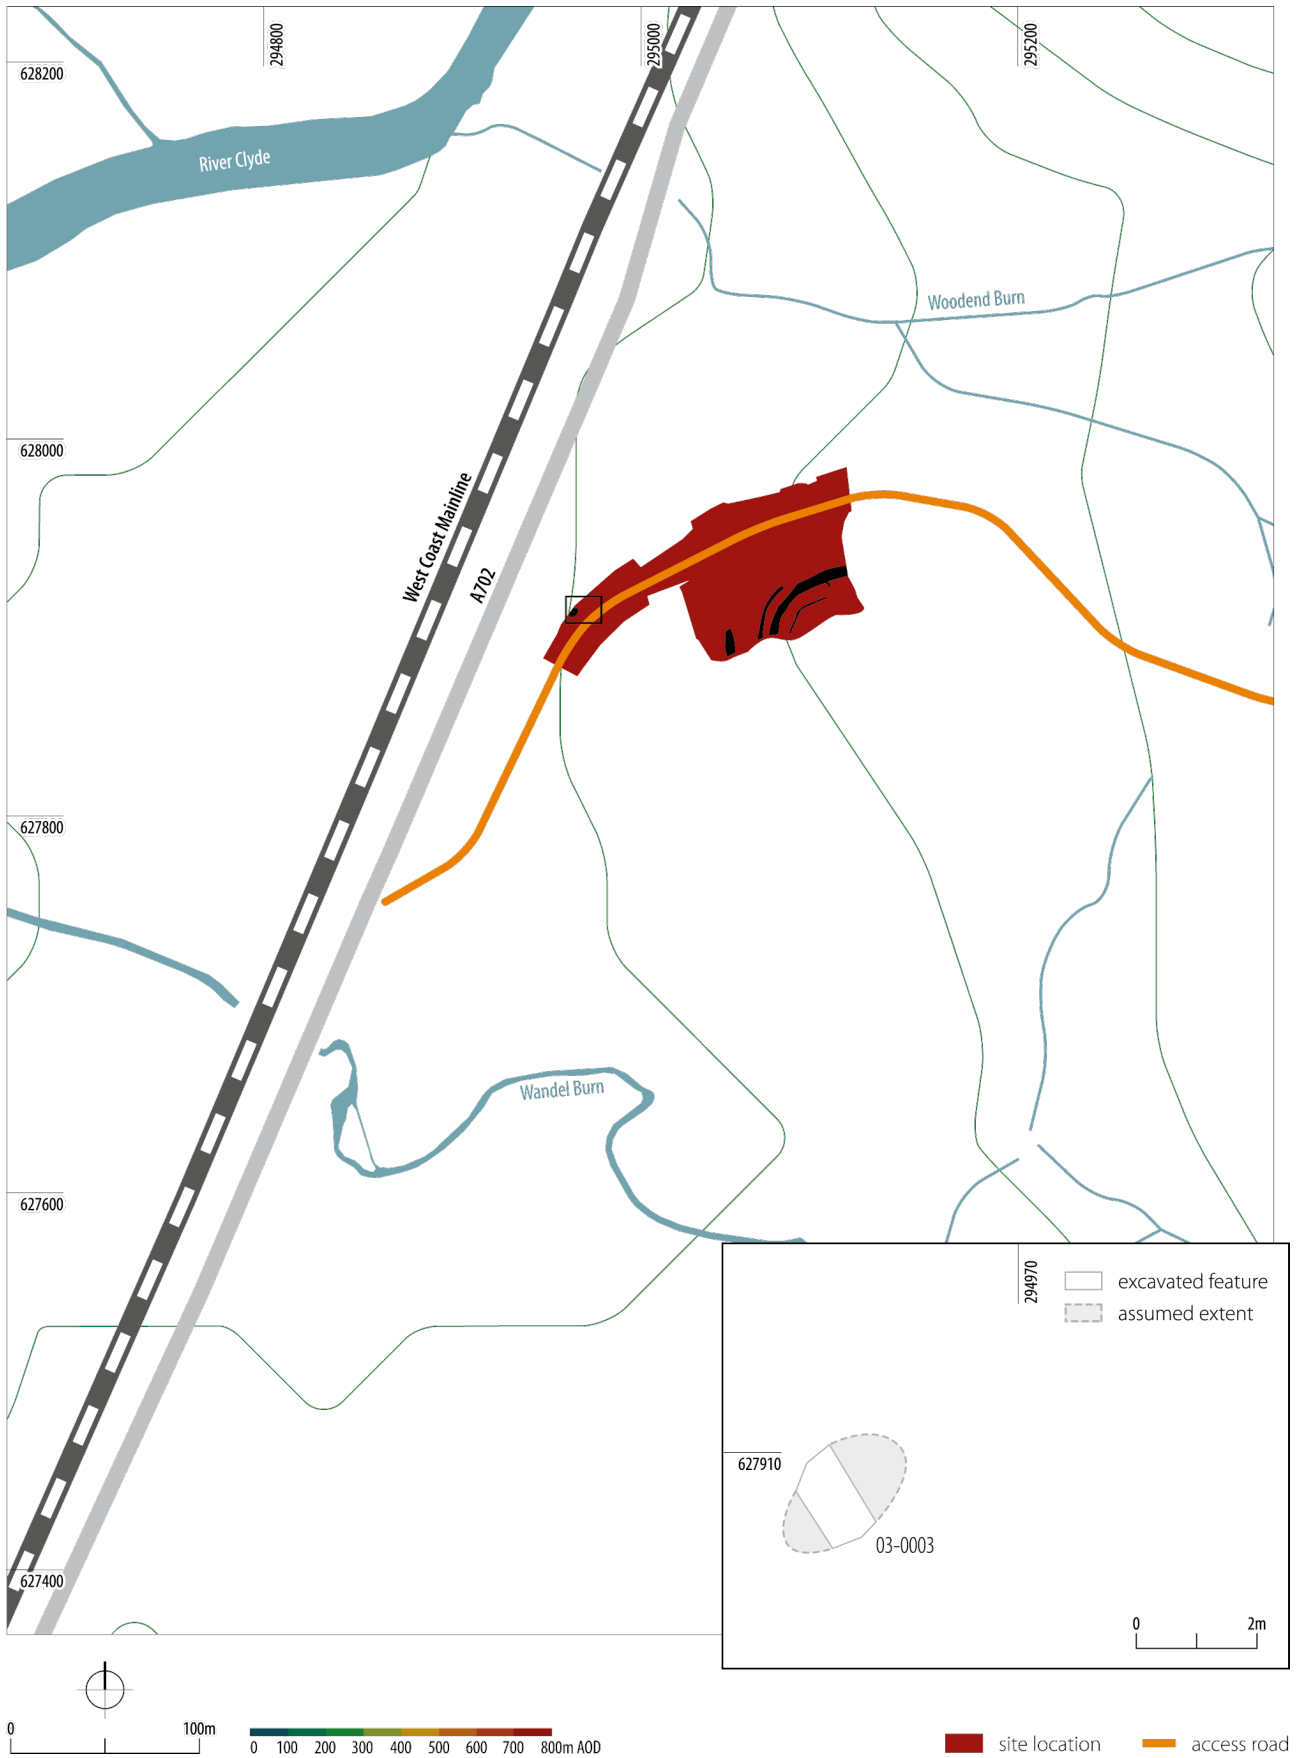 294800
295000
295200
628200
River Clyde
Woodend Burn
628000
West Coast Mainline
A702
627800
Wandel Burn
627600
294970
excavated feature
assumed extent
627910
03-0003
627400
0 2m
0 100m
0 100 200 300 400 500 600 700 800m AOD
site location
access road